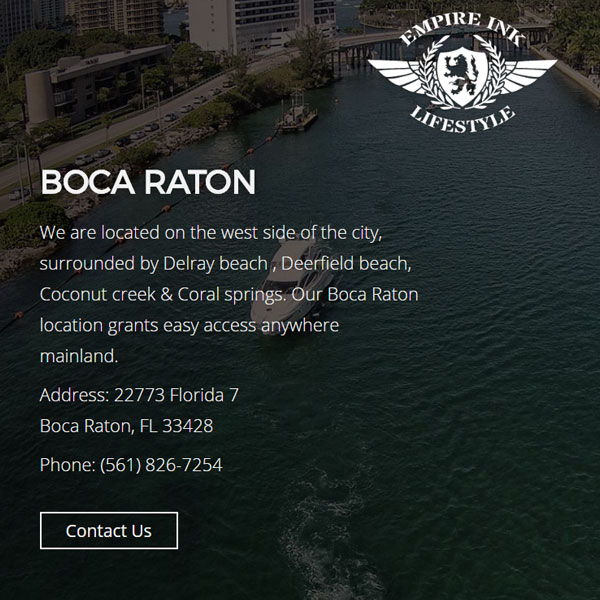 EMPIRE INK
LIFESTYLE
BOCA RATON
We are located on the west side of the city,
surrounded by Delray beach , Deerfield beach,
Coconut creek & Coral springs. Our Boca Raton
location grants easy access anywhere
mainland.
Address: 22773 Florida 7
Boca Raton, FL 33428
Phone: (561) 826-7254
Contact Us